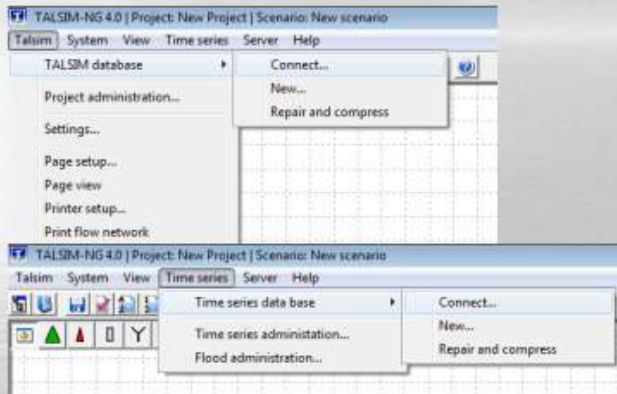 TALSIM-NG 4.0 | Project: New Project | Scenario: New scenario
Talsim System View Time series Server Help
TALSIM database Connect...
New...
Project administration...
Repair and compress
Settings...
Page setup...
Page view
Printer setup...
Print flow network
TALSIM-NG 4.0 | Project: New Project | Scenario: New scenario
Talsim System View Time series Server Help
Time series data base Connect...
New...
Time series administation...
Repair and compress
Flood administration...